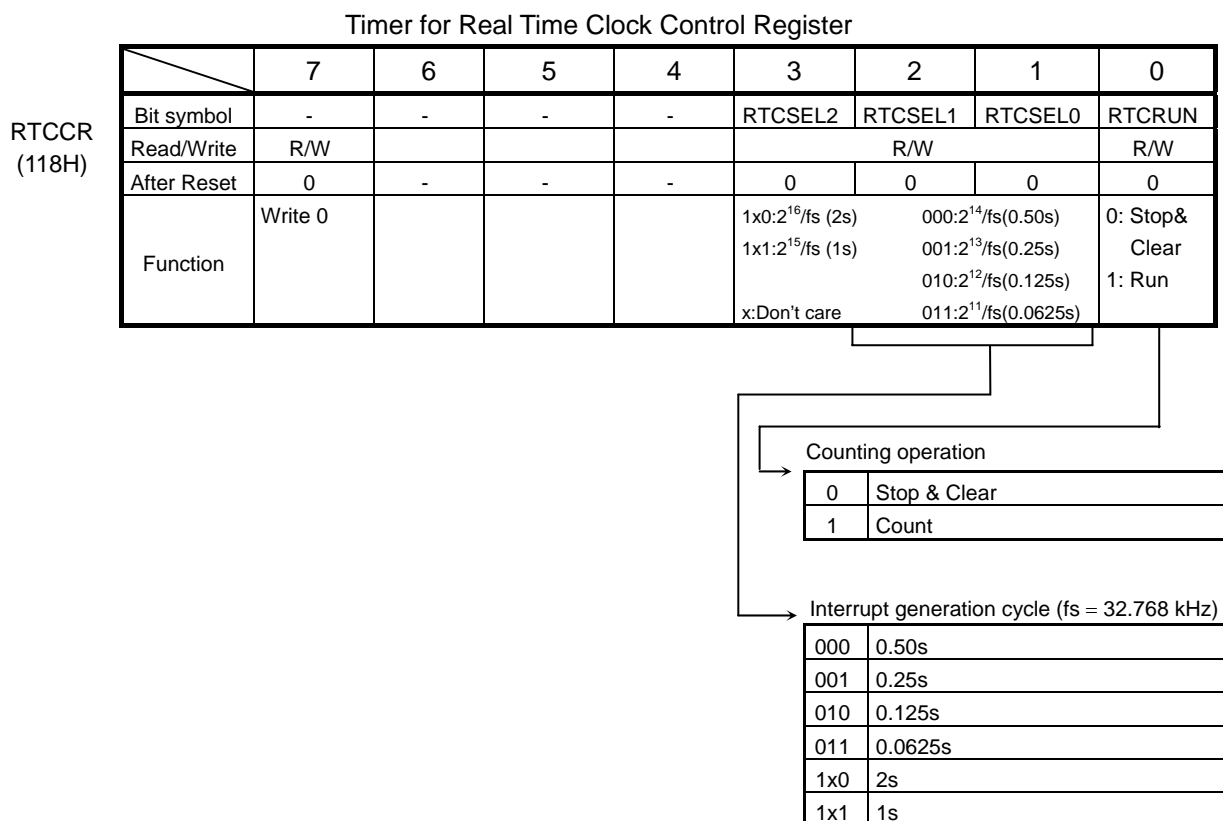 Timer for Real Time Clock Control Register
7 6 5 4 3 2 1 0
RTCCR
(118H)
Bit symbol - - - - RTCSEL2 RTCSEL1 RTCSEL0 RTCRUN
Read/Write R/W R/W R/W
After Reset 0 - - - 0 0 0 0
Function
Write 0
1x0:2^16/fs (2s) 000:2^14/fs(0.50s)
1x1:2^15/fs (1s) 001:2^13/fs(0.25s)
010:2^12/fs(0.125s)
x:Don't care 011:2^11/fs(0.0625s)
0: Stop&
Clear
1: Run
Counting operation
0 Stop & Clear
1 Count
Interrupt generation cycle (fs = 32.768 kHz)
000 0.50s
001 0.25s
010 0.125s
011 0.0625s
1x0 2s
1x1 1s